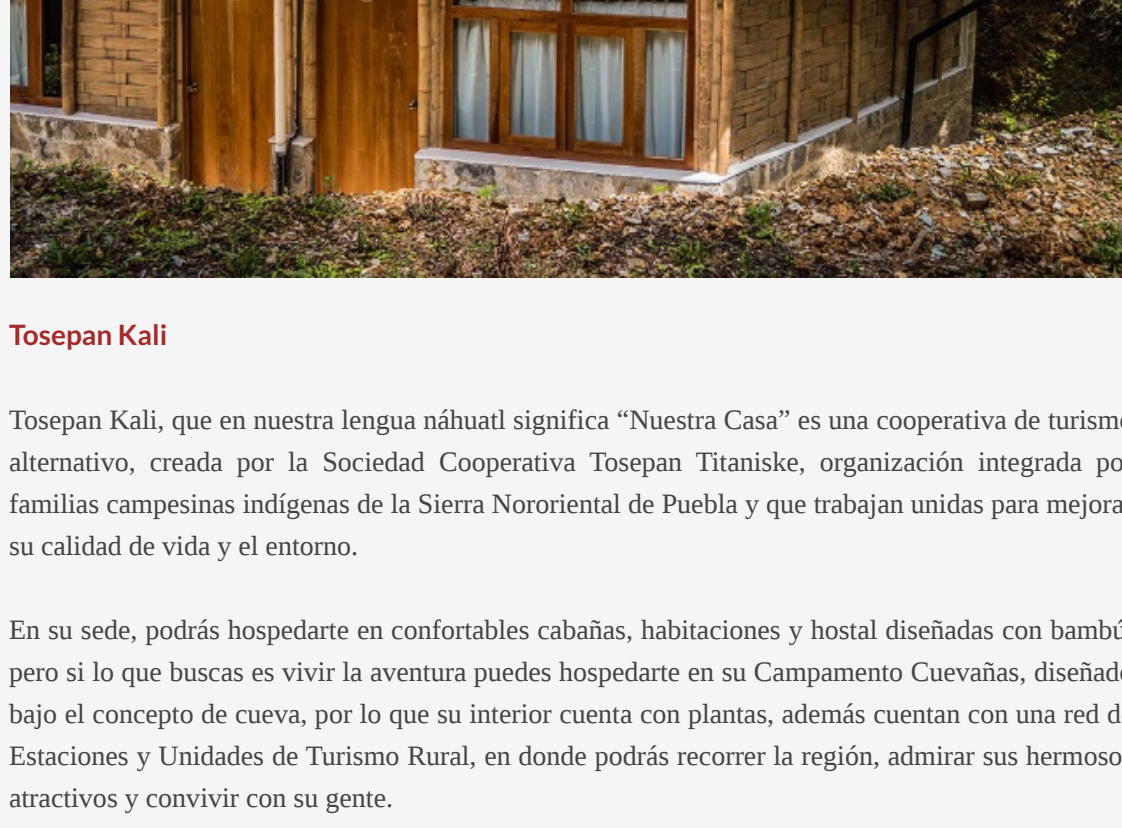 Tosepan Kali
Tosepan Kali, que en nuestra lengua náhuatl significa “Nuestra Casa” es una cooperativa de turismo
alternativo, creada por la Sociedad Cooperativa Tosepan Titaniske, organización integrada po
familias campesinas indígenas de la Sierra Nororiental de Puebla y que trabajan unidas para mejora
su calidad de vida y el entorno.
En su sede, podrás hospedarte en confortables cabañas, habitaciones y hostal diseñadas con bambú
pero si lo que buscas es vivir la aventura puedes hospedarte en su Campamento Cuevañas, diseñado
bajo el concepto de cueva, por lo que su interior cuenta con plantas, además cuentan con una red de
Estaciones y Unidades de Turismo Rural, en donde podrás recorrer la región, admirar sus hermoso
atractivos y convivir con su gente.